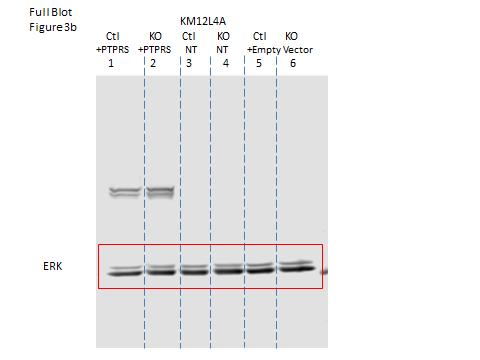 Full Blot
Figure3b
KM12L4A
Ctl KO Ctl KO Ctl KO
+PTPRS +PTPRS NT NT +Empty Vector
1 2 3 4 5 6
ERK